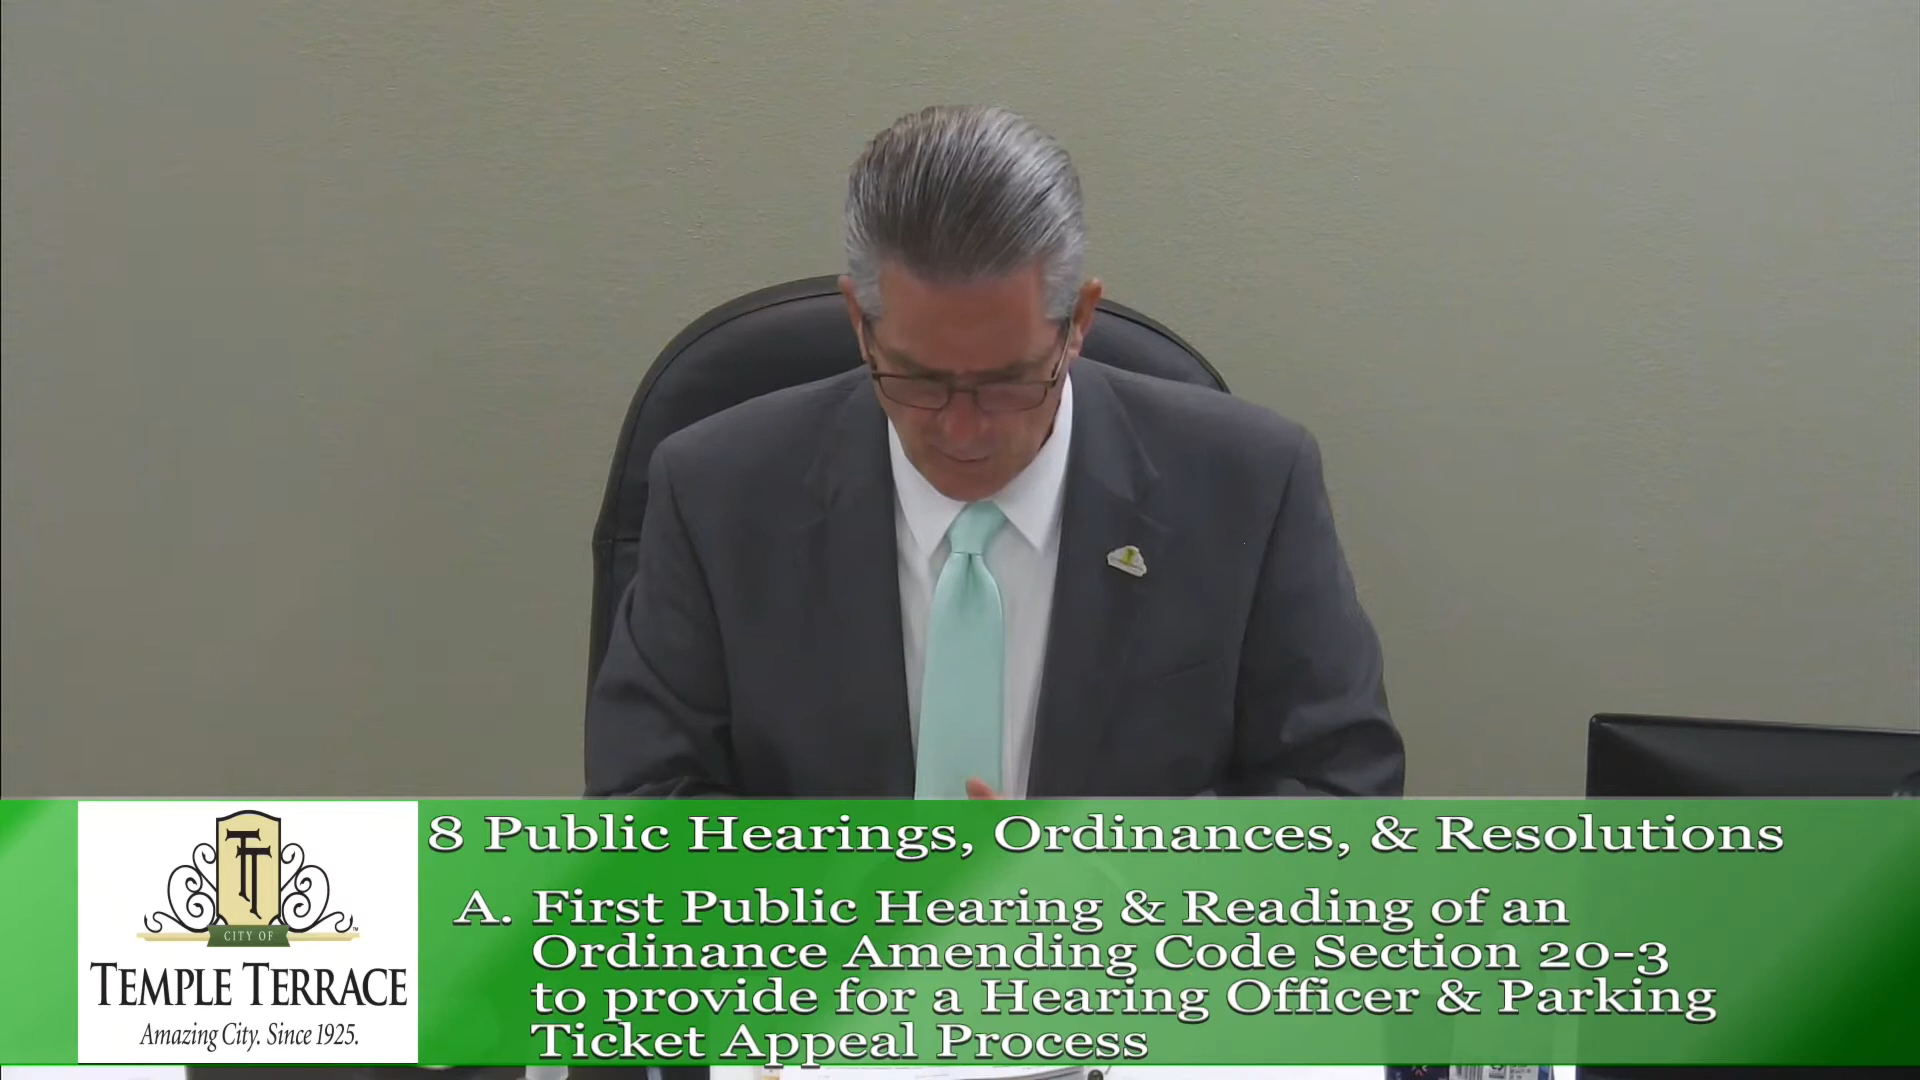 8 Public Hearings, Ordinances, & Resolutions
A. First Public Hearing & Reading of an
Ordinance Amending Code Section 20-3
to provide for a Hearing Officer & Parking
Ticket Appeal Process
TT
CITY OF
TEMPLE TERRACE
Amazing City. Since 1925.